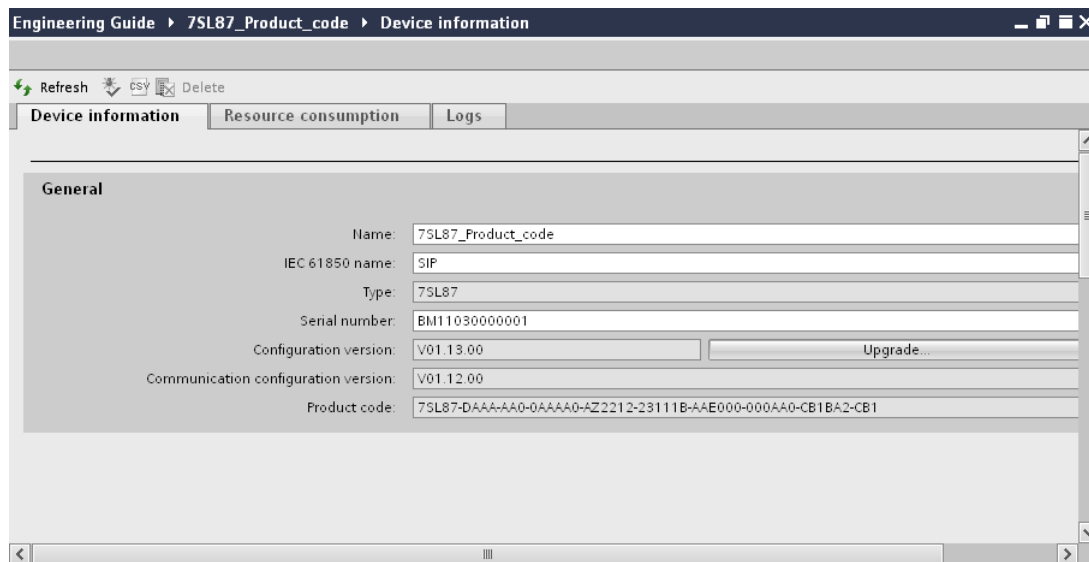 Engineering Guide ▸ 7SL87_Product_code ▸ Device information
Refresh CSV Delete
Device information Resource consumption Logs
General
Name: 7SL87_Product_code
IEC 61850 name: SIP
Type: 7SL87
Serial number: BM11030000001
Configuration version: V01.13.00 Upgrade...
Communication configuration version: V01.12.00
Product code: 7SL87-DAAA-AA0-0AAAA0-AZ2212-23111B-AAE000-000AA0-CB1BA2-CB1